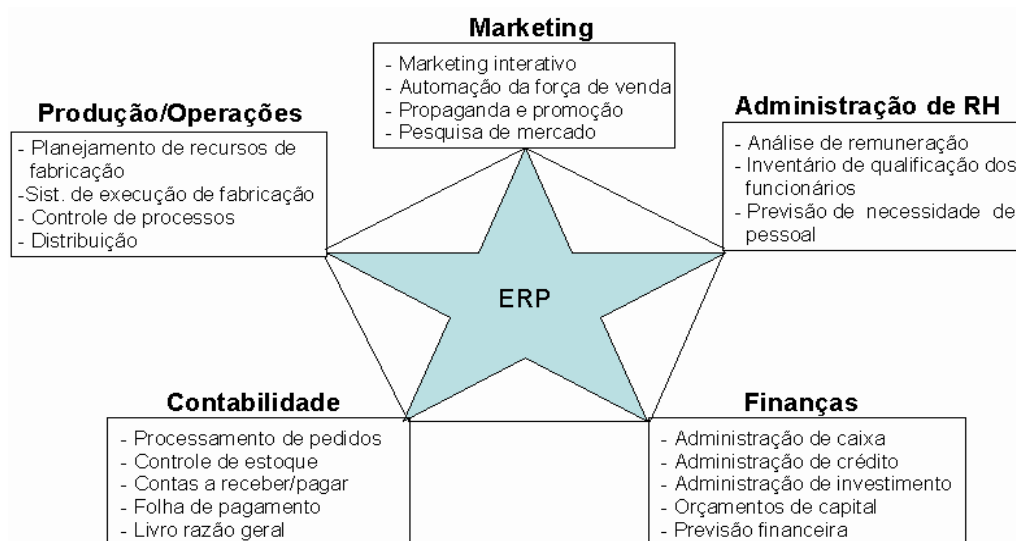 Marketing
- Marketing interativo
- Automação da força de venda
- Propaganda e promoção
- Pesquisa de mercado
Produção/Operações
- Planejamento de recursos de
fabricação
-Sist. de execução de fabricação
- Controle de processos
- Distribuição
Administração de RH
- Análise de remuneração
- Inventário de qualificação dos
funcionários
- Previsão de necessidade de
pessoal
ERP
Contabilidade
- Processamento de pedidos
- Controle de estoque
- Contas a receber/pagar
- Folha de pagamento
- Livro razão geral
Finanças
- Administração de caixa
- Administração de crédito
- Administração de investimento
- Orçamentos de capital
- Previsão financeira